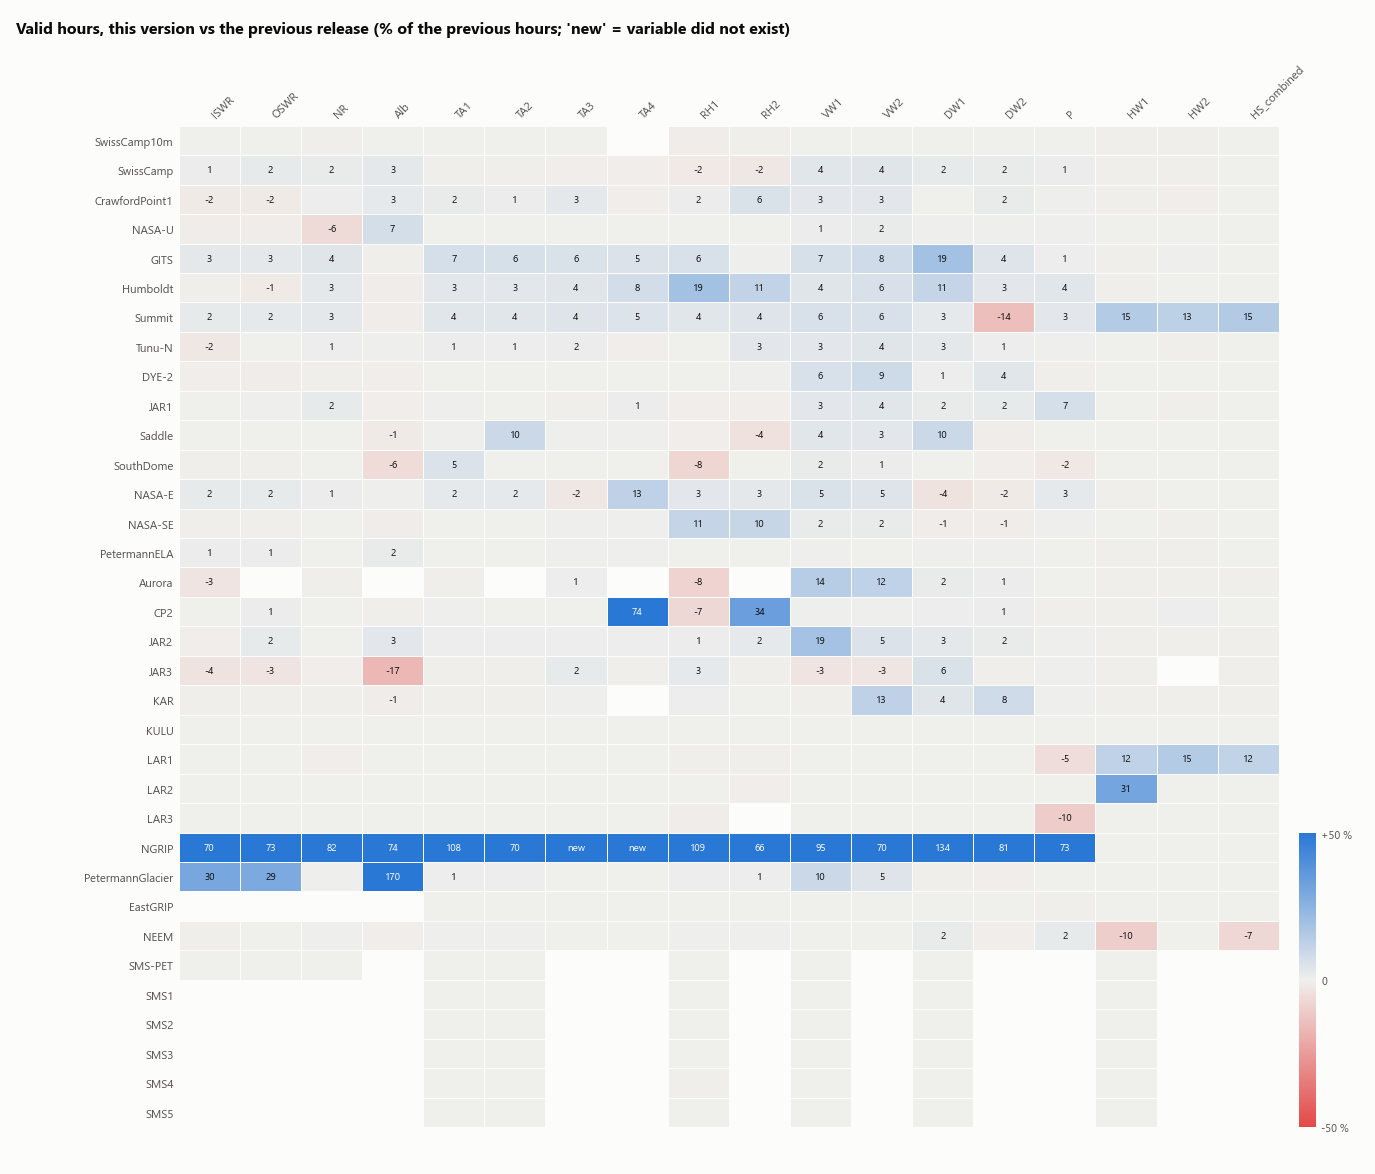 Valid hours, this version vs the previous release (% of the previous hours; 'new' = variable did not exist)
ISWR OSWR NR Alb TA1 TA2 TA3 TA4 RH1 RH2 VW1 VW2 DW1 DW2 P HW1 HW2 HS_combined
SwissCamp10m
SwissCamp 1 2 2 3 -2 -2 4 4 2 2 1
CrawfordPoint1 -2 -2 3 2 1 3 2 6 3 3 2
NASA-U -6 7 1 2
GITS 3 3 4 7 6 6 5 6 7 8 19 4 1
Humboldt -1 3 3 3 4 8 19 11 4 6 11 3 4
Summit 2 2 3 4 4 4 5 4 4 6 6 3 -14 3 15 13 15
Tunu-N -2 1 1 1 2 3 3 4 3 1
DYE-2 6 9 1 4
JAR1 2 1 3 4 2 2 7
Saddle -1 10 -4 4 3 10
SouthDome -6 5 -8 2 1 -2
NASA-E 2 2 1 2 2 -2 13 3 3 5 5 -4 -2 3
NASA-SE 11 10 2 2 -1 -1
PetermannELA 1 1 2
Aurora -3 1 -8 14 12 2 1
CP2 1 74 -7 34 1
JAR2 2 3 1 2 19 5 3 2
JAR3 -4 -3 -17 2 3 -3 -3 6
KAR -1 13 4 8
KULU
LAR1 -5 12 15 12
LAR2 31
LAR3 -10
NGRIP 70 73 82 74 108 70 new new 109 66 95 70 134 81 73
PetermannGlacier 30 29 170 1 1 10 5
EastGRIP
NEEM 2 2 -10 -7
SMS-PET
SMS1
SMS2
SMS3
SMS4
SMS5
+50 %
0
-50 %